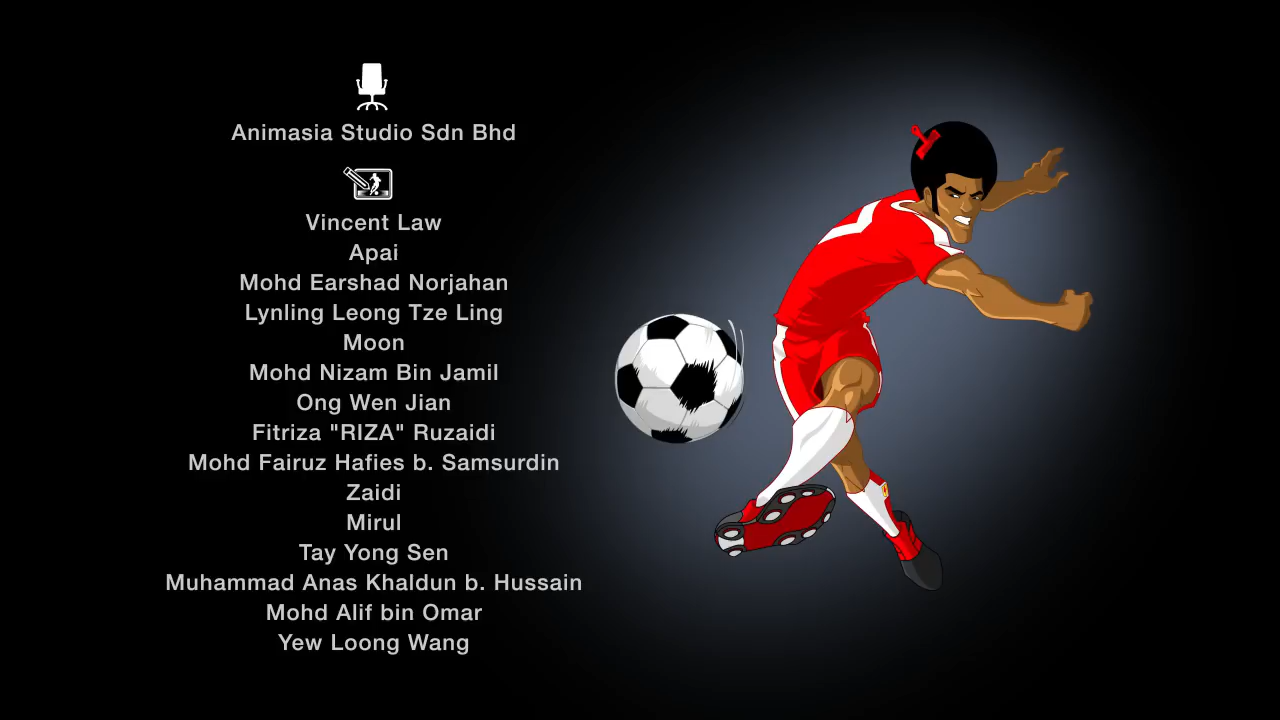 Animasia Studio Sdn Bhd
Vincent Law
Apai
Mohd Earshad Norjahan
Lynling Leong Tze Ling
Moon
Mohd Nizam Bin Jamil
Ong Wen Jian
Fitriza "RIZA" Ruzaidi
Mohd Fairuz Hafies b. Samsurdin
Zaidi
Mirul
Tay Yong Sen
Muhammad Anas Khaldun b. Hussain
Mohd Alif bin Omar
Yew Loong Wang